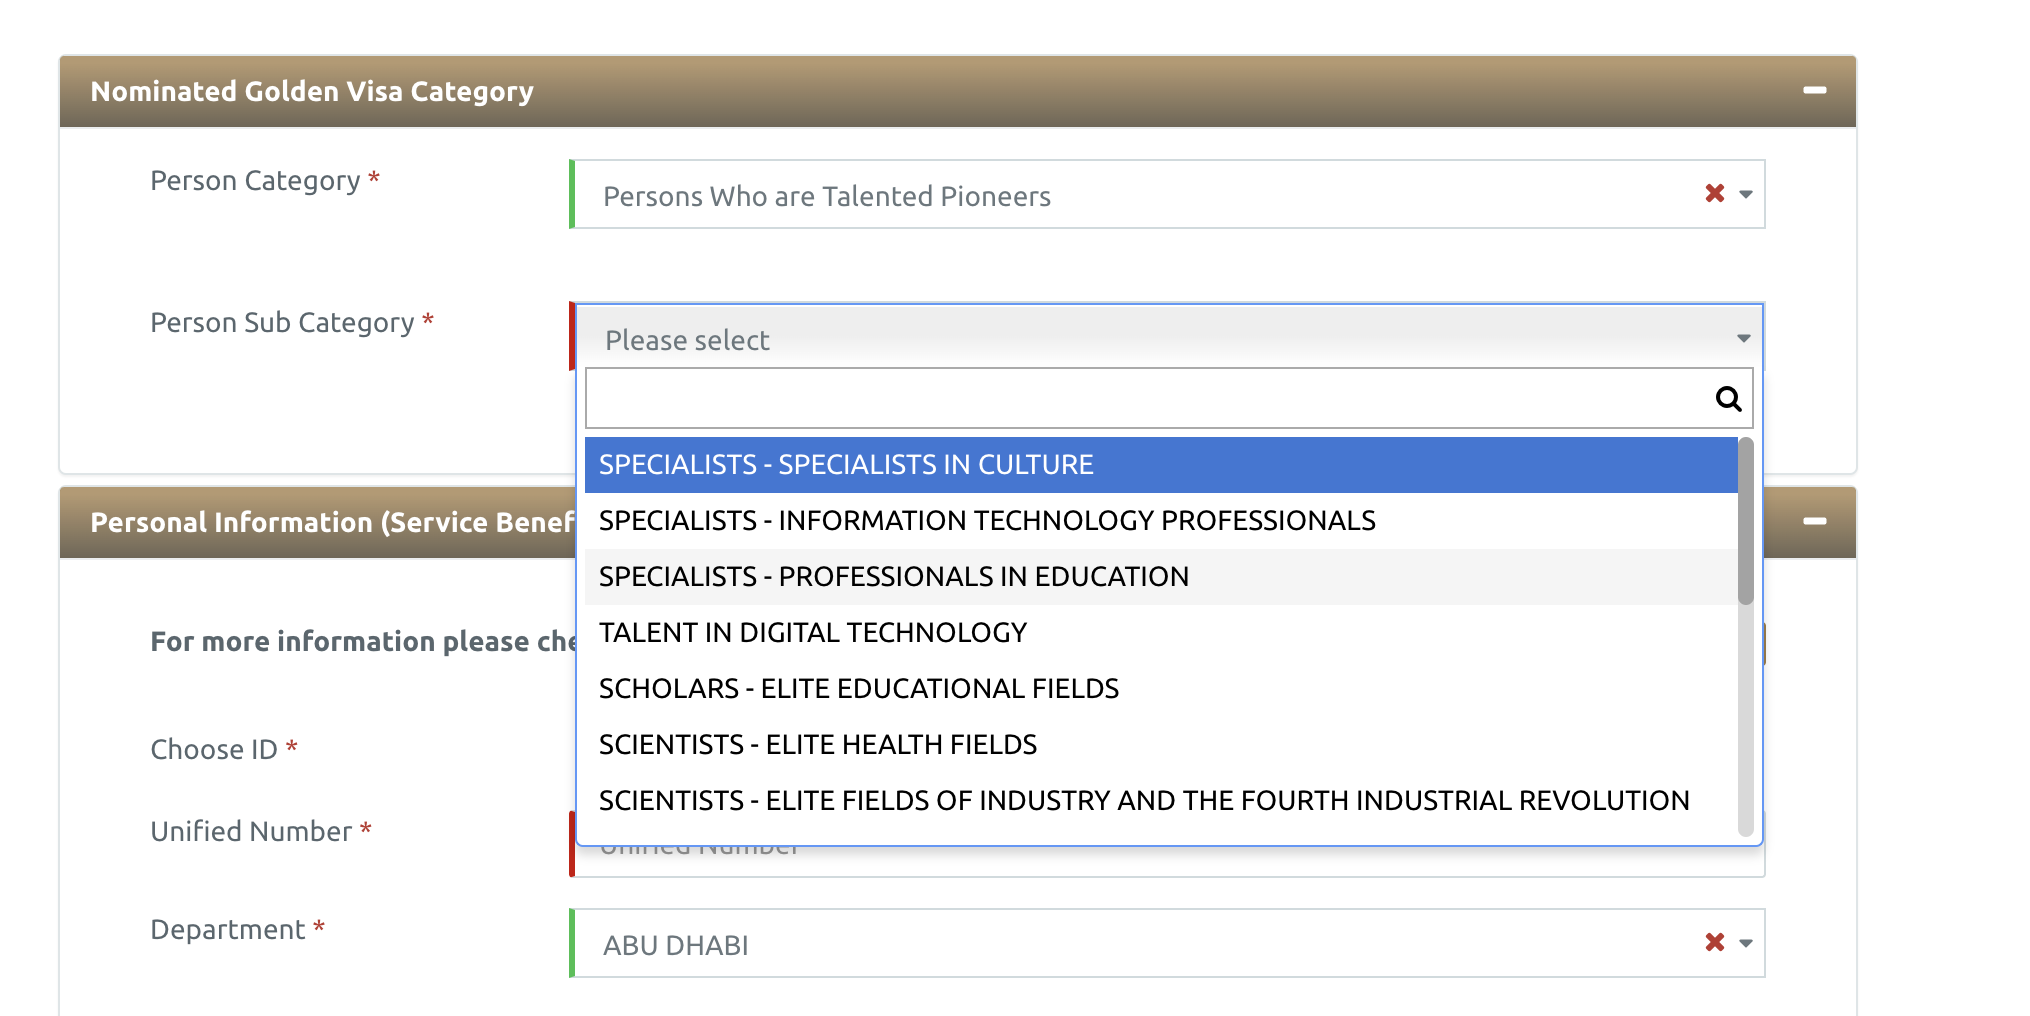 Nominated Golden Visa Category
Person Category *
Persons Who are Talented Pioneers
Person Sub Category *
Please select
SPECIALISTS - SPECIALISTS IN CULTURE
SPECIALISTS - INFORMATION TECHNOLOGY PROFESSIONALS
SPECIALISTS - PROFESSIONALS IN EDUCATION
TALENT IN DIGITAL TECHNOLOGY
SCHOLARS - ELITE EDUCATIONAL FIELDS
SCIENTISTS - ELITE HEALTH FIELDS
SCIENTISTS - ELITE FIELDS OF INDUSTRY AND THE FOURTH INDUSTRIAL REVOLUTION
Personal Information (Service Benef
For more information please che
Choose ID *
Unified Number *
Unified Number
Department *
ABU DHABI